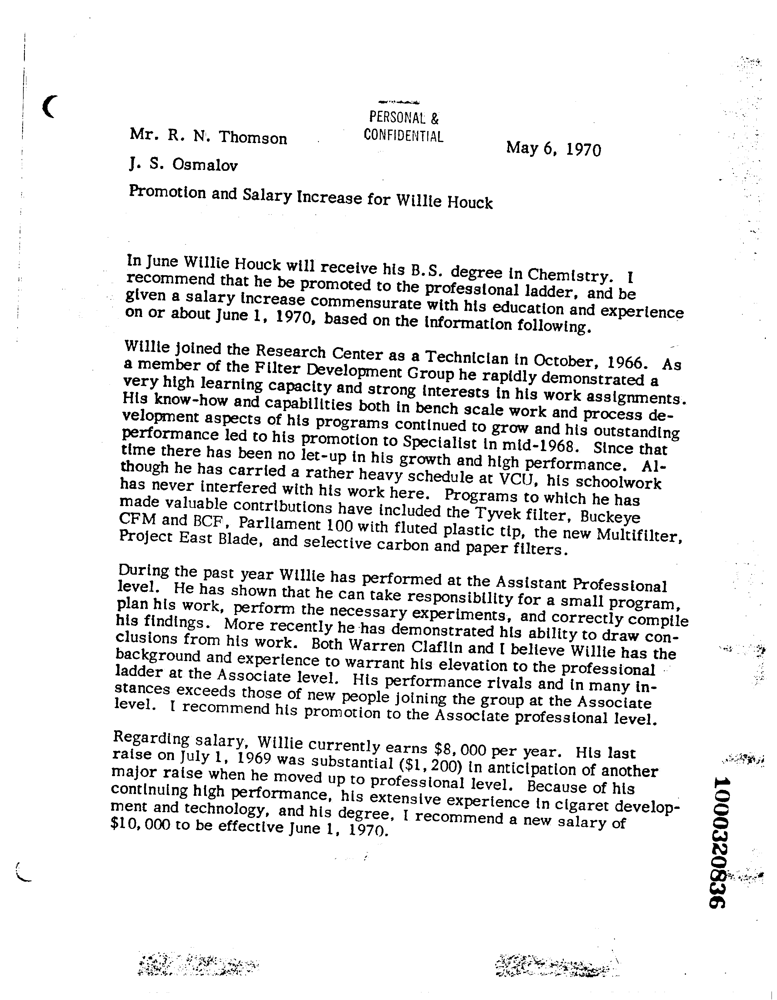 PERSONAL &
CONFIDENTIAL
Mr. R. N. Thomson
May 6, 1970
J. S. Osmalov
Promotion and Salary Increase for Willie Houck
In June Willie Houck will receive his B.S. degree in Chemistry. I
recommend that he be promoted to the professional ladder, and be
given a salary increase commensurate with his education and experience
on or about June 1, 1970, based on the information following.
Willie joined the Research Center as a Technician in October, 1966. As
a member of the Filter Development Group he rapidly demonstrated a
very high learning capacity and strong interests in his work assignments.
His know-how and capabilities both in bench scale work and process de-
velopment aspects of his programs continued to grow and his outstanding
performance led to his promotion to Specialist in mid-1968. Since that
time there has been no let-up in his growth and high performance. Al-
though he has carried a rather heavy schedule at VCU, his schoolwork
has never interfered with his work here. Programs to which he has
made valuable contributions have included the Tyvek filter, Buckeye
CFM and BCF, Parliament 100 with fluted plastic tip, the new Multifilter,
Project East Blade, and selective carbon and paper filters.
During the past year Willie has performed at the Assistant Professional
level. He has shown that he can take responsibility for a small program,
plan his work, perform the necessary experiments, and correctly compile
his findings. More recently he has demonstrated his ability to draw con-
clusions from his work. Both Warren Claflin and I believe Willie has the
background and experience to warrant his elevation to the professional
ladder at the Associate level. His performance rivals and in many in-
stances exceeds those of new people joining the group at the Associate
level. I recommend his promotion to the Associate professional level.
Regarding salary, Willie currently earns $8,000 per year. His last
raise on July 1, 1969 was substantial ($1,200) in anticipation of another
major raise when he moved up to professional level. Because of his
continuing high performance, his extensive experience in cigaret develop-
ment and technology, and his degree, I recommend a new salary of
$10,000 to be effective June 1, 1970.
1000320836